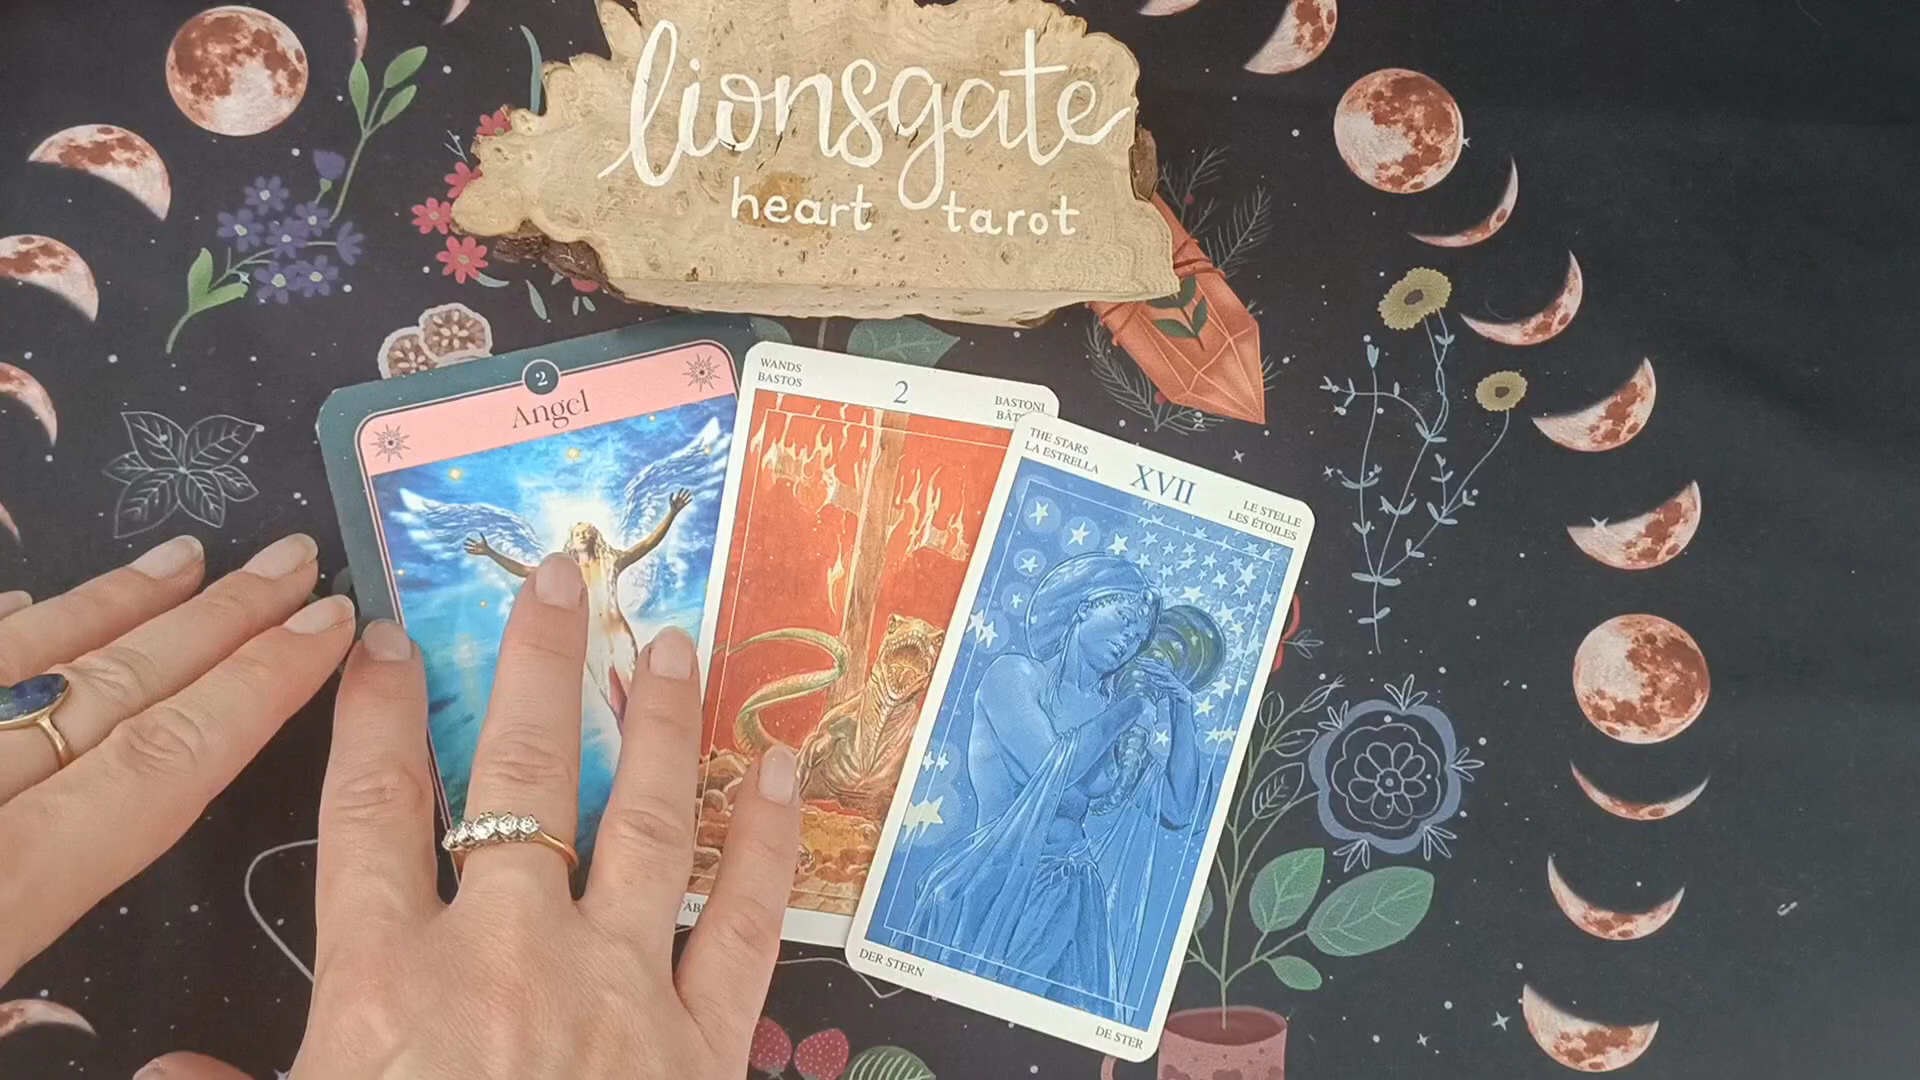 lionsgate
heart tarot
2
Angel
WANDS
BASTOS
2
BASTONI
THE STARS
LA ESTRELLA
XVII
LE STELLE
LES ÉTOILES
DER STERN
DE STER